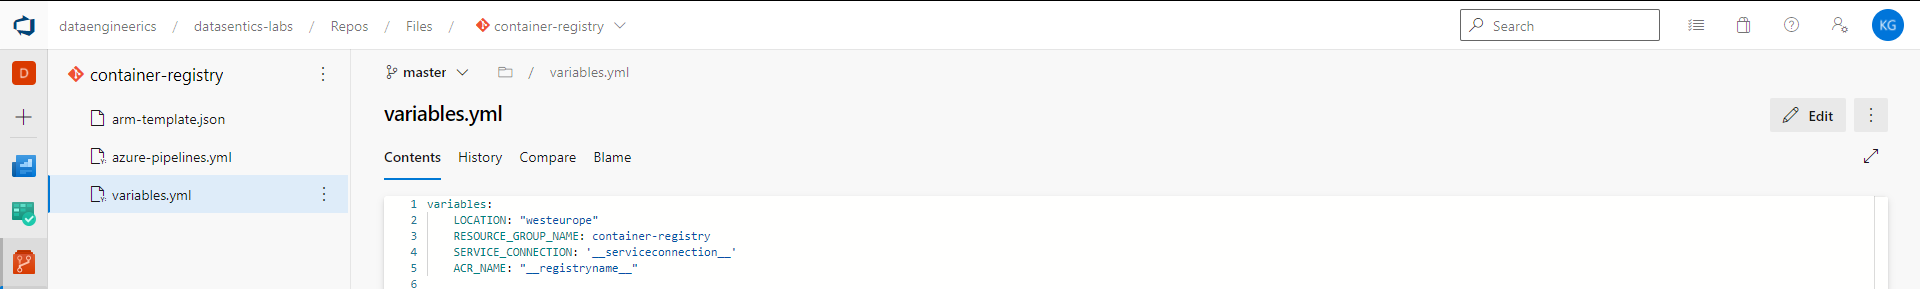 dataengineerics / datasentics-labs / Repos / Files / container-registry
Search
KG
D
container-registry
arm-template.json
azure-pipelines.yml
variables.yml
master / variables.yml
variables.yml
Edit
Contents History Compare Blame
1 variables:
2 LOCATION: "westeurope"
3 RESOURCE_GROUP_NAME: container-registry
4 SERVICE_CONNECTION: '__serviceconnection__'
5 ACR_NAME: "__registryname__"
6